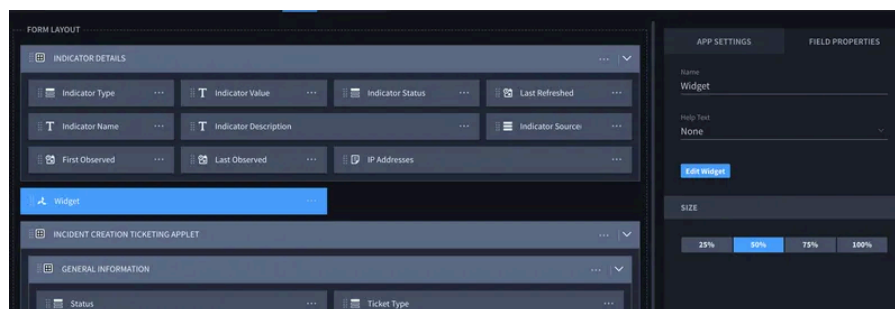 FORM LAYOUT
INDICATOR DETAILS
Indicator Type
Indicator Value
Indicator Status
Last Refreshed
Indicator Name
Indicator Description
Indicator Source
First Observed
Last Observed
IP Addresses
Widget
INCIDENT CREATION TICKETING APPLET
GENERAL INFORMATION
Status
Ticket Type
APP SETTINGS
FIELD PROPERTIES
Name
Widget
Help Text
None
Edit Widget
SIZE
25%
50%
75%
100%